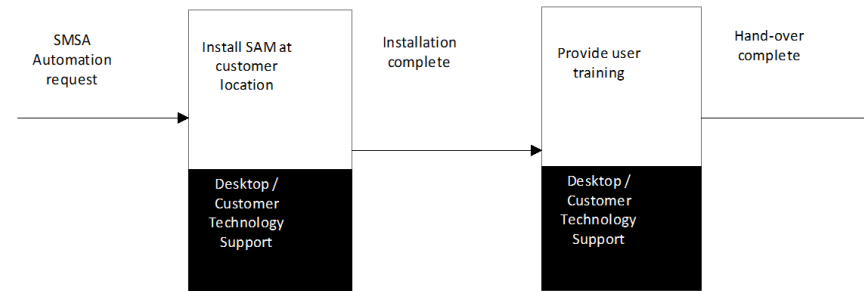 SMSA
Automation
request
Install SAM at
customer
location
Desktop /
Customer
Technology
Support
Installation
complete
Provide user
training
Desktop /
Customer
Technology
Support
Hand-over
complete